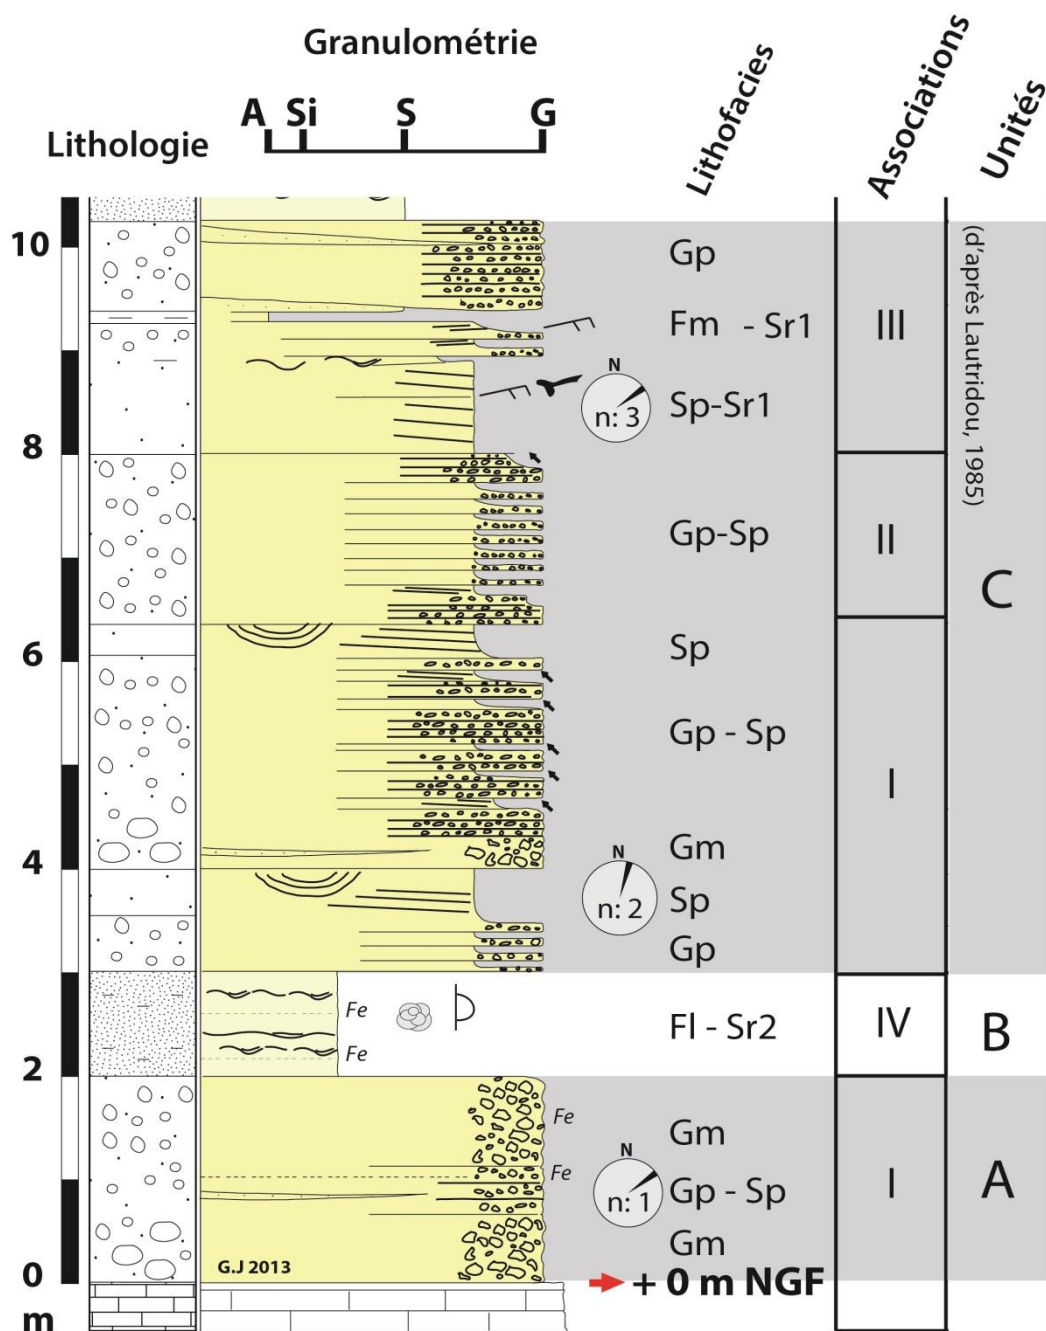 Granulométrie
A Si S G
Lithologie
Lithofacies
Associations
Unités
(d'après Lautridou, 1985)
10
Gp
Fm - Sr1
III
N
n: 3
Sp-Sr1
8
Gp-Sp
II
C
6
Sp
Gp - Sp
I
4
Gm
N
n: 2
Sp
Gp
Fe
Fl - Sr2
IV
B
Fe
2
Fe
Gm
Fe
N
n: 1
Gp - Sp
I
A
Gm
0
G.J 2013
+ 0 m NGF
m